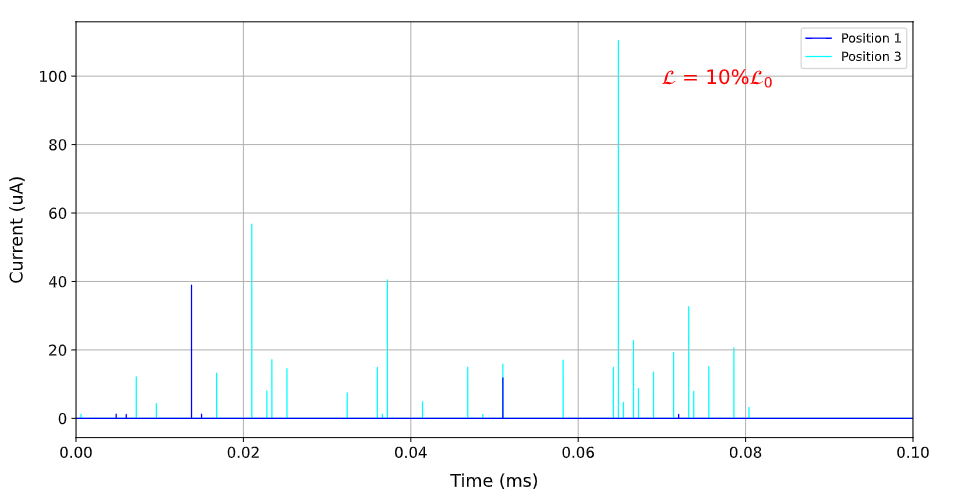 Position 1
Position 3
ℒ = 10%ℒ₀
100
80
60
40
20
0
Current (uA)
0.00 0.02 0.04 0.06 0.08 0.10
Time (ms)